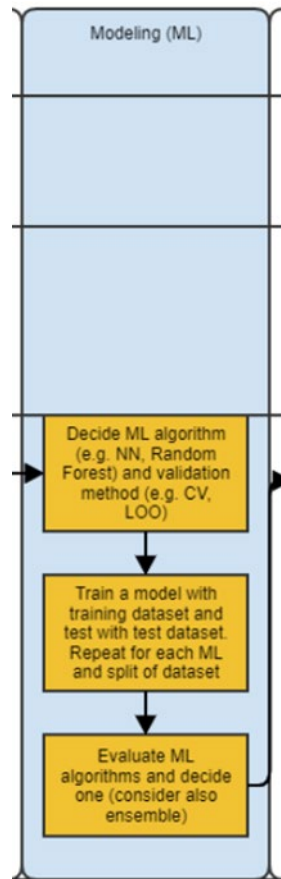 Modeling (ML)
Decide ML algorithm
(e.g. NN, Random
Forest) and validation
method (e.g. CV,
LOO)
Train a model with
training dataset and
test with test dataset.
Repeat for each ML
and split of dataset
Evaluate ML
algorithms and decide
one (consider also
ensemble)